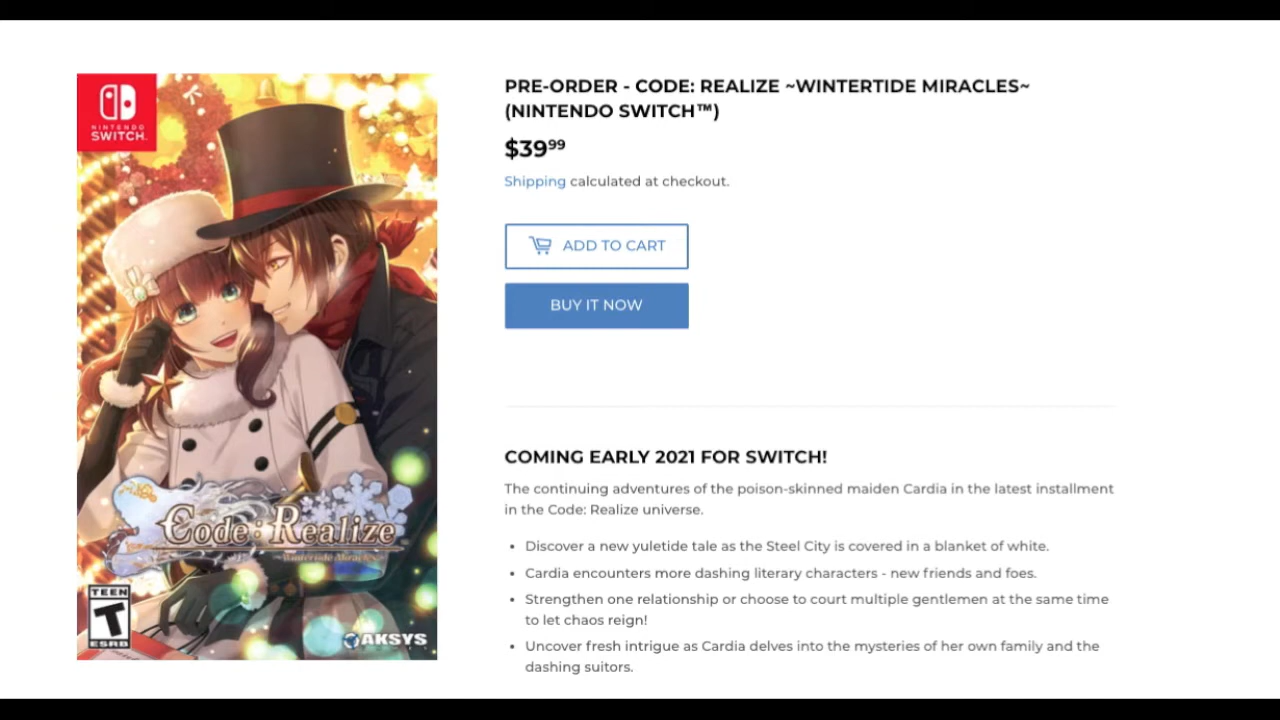 NINTENDO
SWITCH
PRE-ORDER - CODE: REALIZE ~WINTERTIDE MIRACLES~
(NINTENDO SWITCH™)
$39⁹⁹
Shipping calculated at checkout.
ADD TO CART
BUY IT NOW
COMING EARLY 2021 FOR SWITCH!
The continuing adventures of the poison-skinned maiden Cardia in the latest installment
in the Code: Realize universe.
• Discover a new yuletide tale as the Steel City is covered in a blanket of white.
• Cardia encounters more dashing literary characters - new friends and foes.
• Strengthen one relationship or choose to court multiple gentlemen at the same time
to let chaos reign!
• Uncover fresh intrigue as Cardia delves into the mysteries of her own family and the
dashing suitors.
Code: Realize
~Wintertide Miracles~
TEEN
T
ESRB
AKSYS